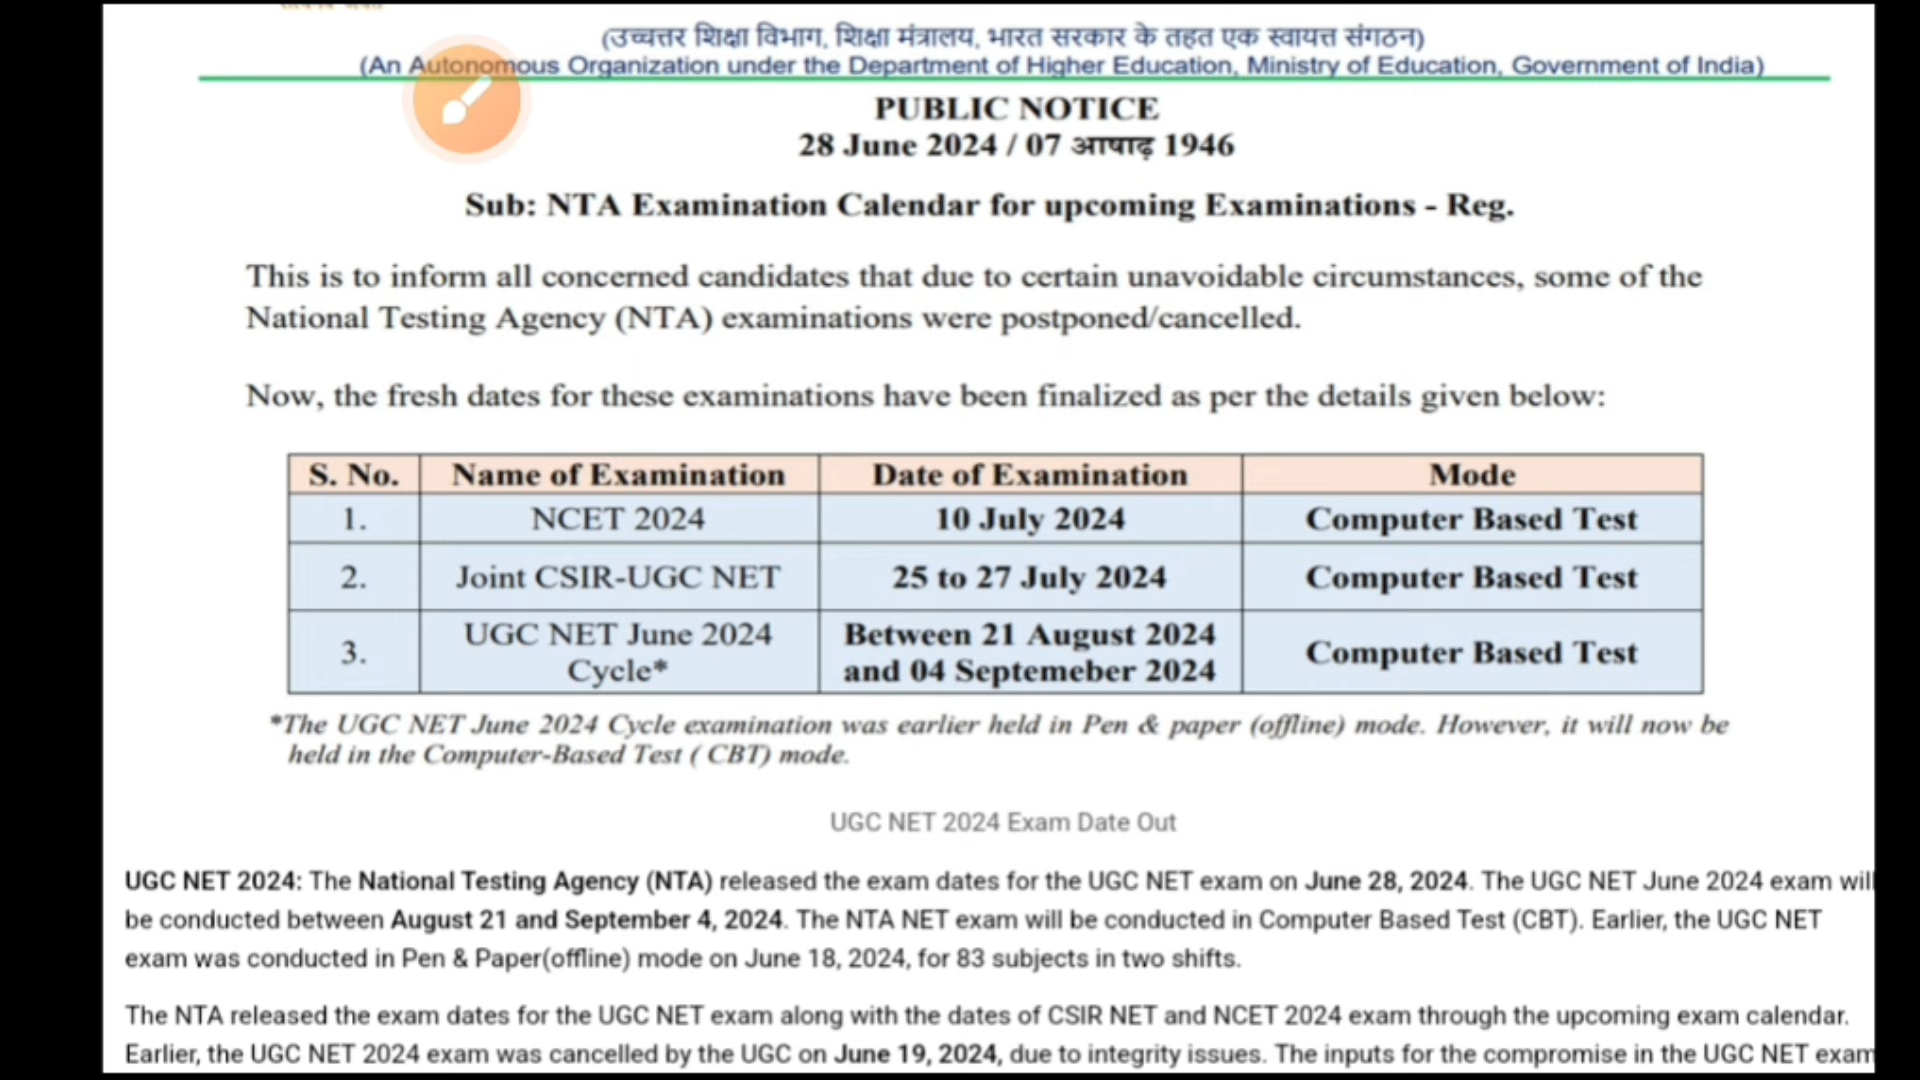 (उच्चत्तर शिक्षा विभाग, शिक्षा मंत्रालय, भारत सरकार के तहत एक स्वायत्त संगठन)
(An Autonomous Organization under the Department of Higher Education, Ministry of Education, Government of India)
PUBLIC NOTICE
28 June 2024 / 07 आषाढ़ 1946
Sub: NTA Examination Calendar for upcoming Examinations - Reg.
This is to inform all concerned candidates that due to certain unavoidable circumstances, some of the
National Testing Agency (NTA) examinations were postponed/cancelled.
Now, the fresh dates for these examinations have been finalized as per the details given below:
S. No. Name of Examination Date of Examination Mode
1. NCET 2024 10 July 2024 Computer Based Test
2. Joint CSIR-UGC NET 25 to 27 July 2024 Computer Based Test
3. UGC NET June 2024 Cycle* Between 21 August 2024 and 04 Septemeber 2024 Computer Based Test
*The UGC NET June 2024 Cycle examination was earlier held in Pen & paper (offline) mode. However, it will now be
held in the Computer-Based Test ( CBT) mode.
UGC NET 2024 Exam Date Out
UGC NET 2024: The National Testing Agency (NTA) released the exam dates for the UGC NET exam on June 28, 2024. The UGC NET June 2024 exam will
be conducted between August 21 and September 4, 2024. The NTA NET exam will be conducted in Computer Based Test (CBT). Earlier, the UGC NET
exam was conducted in Pen & Paper(offline) mode on June 18, 2024, for 83 subjects in two shifts.
The NTA released the exam dates for the UGC NET exam along with the dates of CSIR NET and NCET 2024 exam through the upcoming exam calendar.
Earlier, the UGC NET 2024 exam was cancelled by the UGC on June 19, 2024, due to integrity issues. The inputs for the compromise in the UGC NET exam